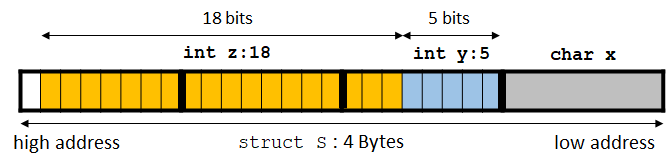 18 bits 5 bits
int z:18 int y:5 char x
high address struct S : 4 Bytes low address